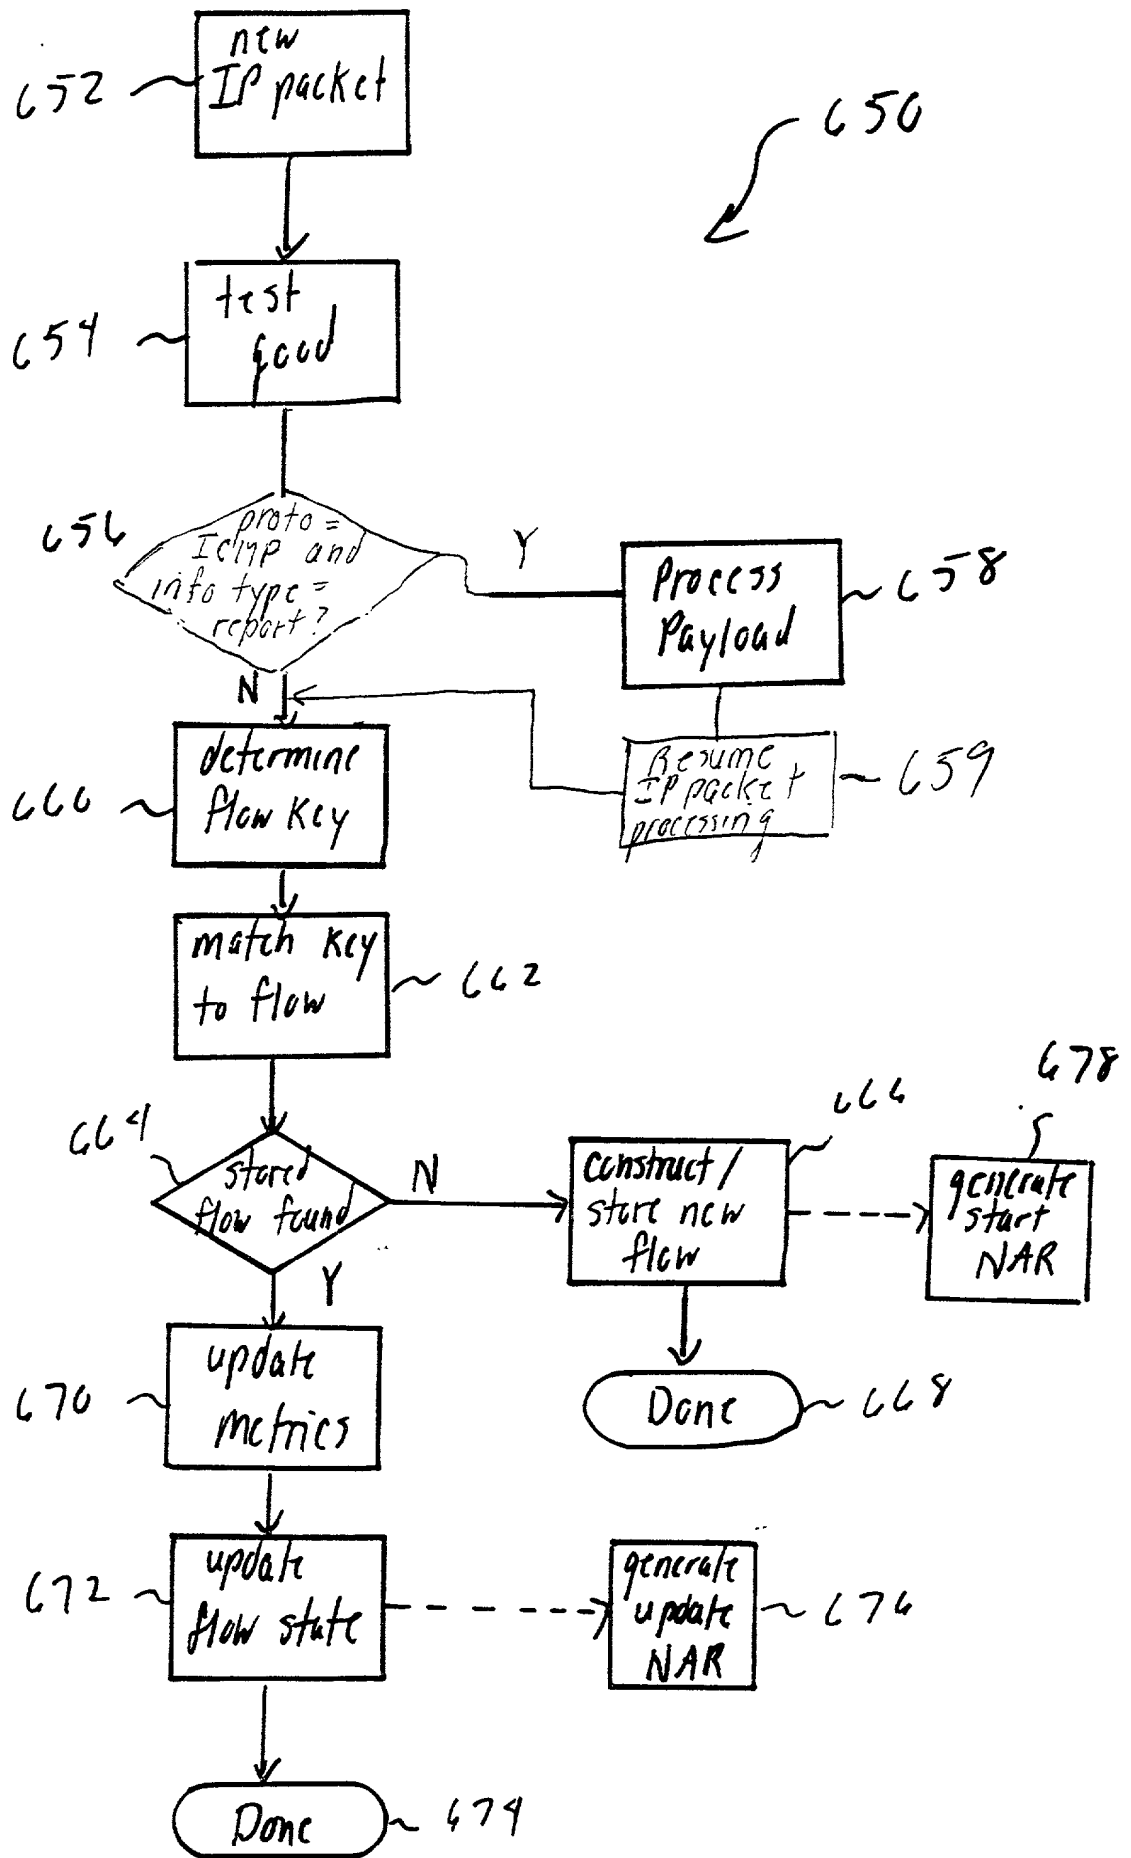 new
IP packet
652
650
test
good
654
656
proto =
ICMP and
info type =
report?
Y
Process
Payload
658
N
Resume
IP packet
processing
659
determine
flow key
660
match key
to flow
662
664
stored
flow found
N
construct/
store new
flow
666
678
generate
start
NAR
Y
Done
668
update
metrics
670
update
flow state
672
generate
update
NAR
676
Done
674